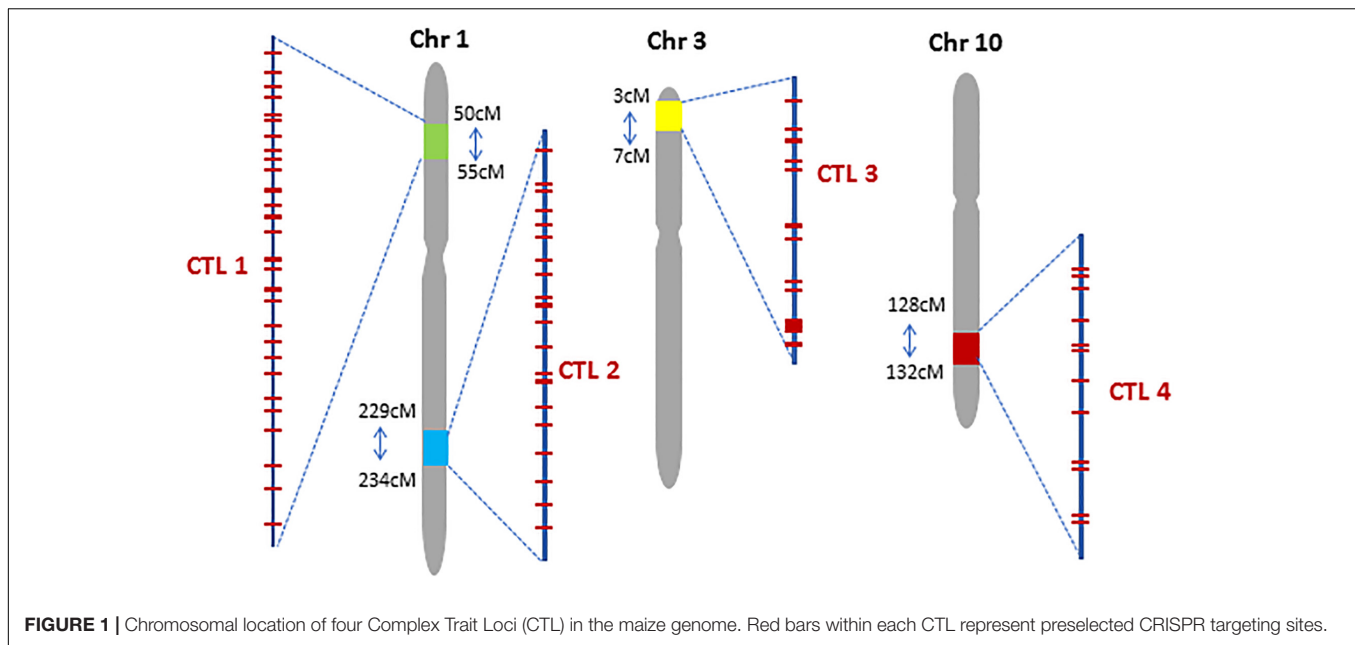 Chr 1
Chr 3
Chr 10
50cM
55cM
CTL 1
229cM
234cM
CTL 2
3cM
7cM
CTL 3
128cM
132cM
CTL 4
FIGURE 1 | Chromosomal location of four Complex Trait Loci (CTL) in the maize genome. Red bars within each CTL represent preselected CRISPR targeting sites.